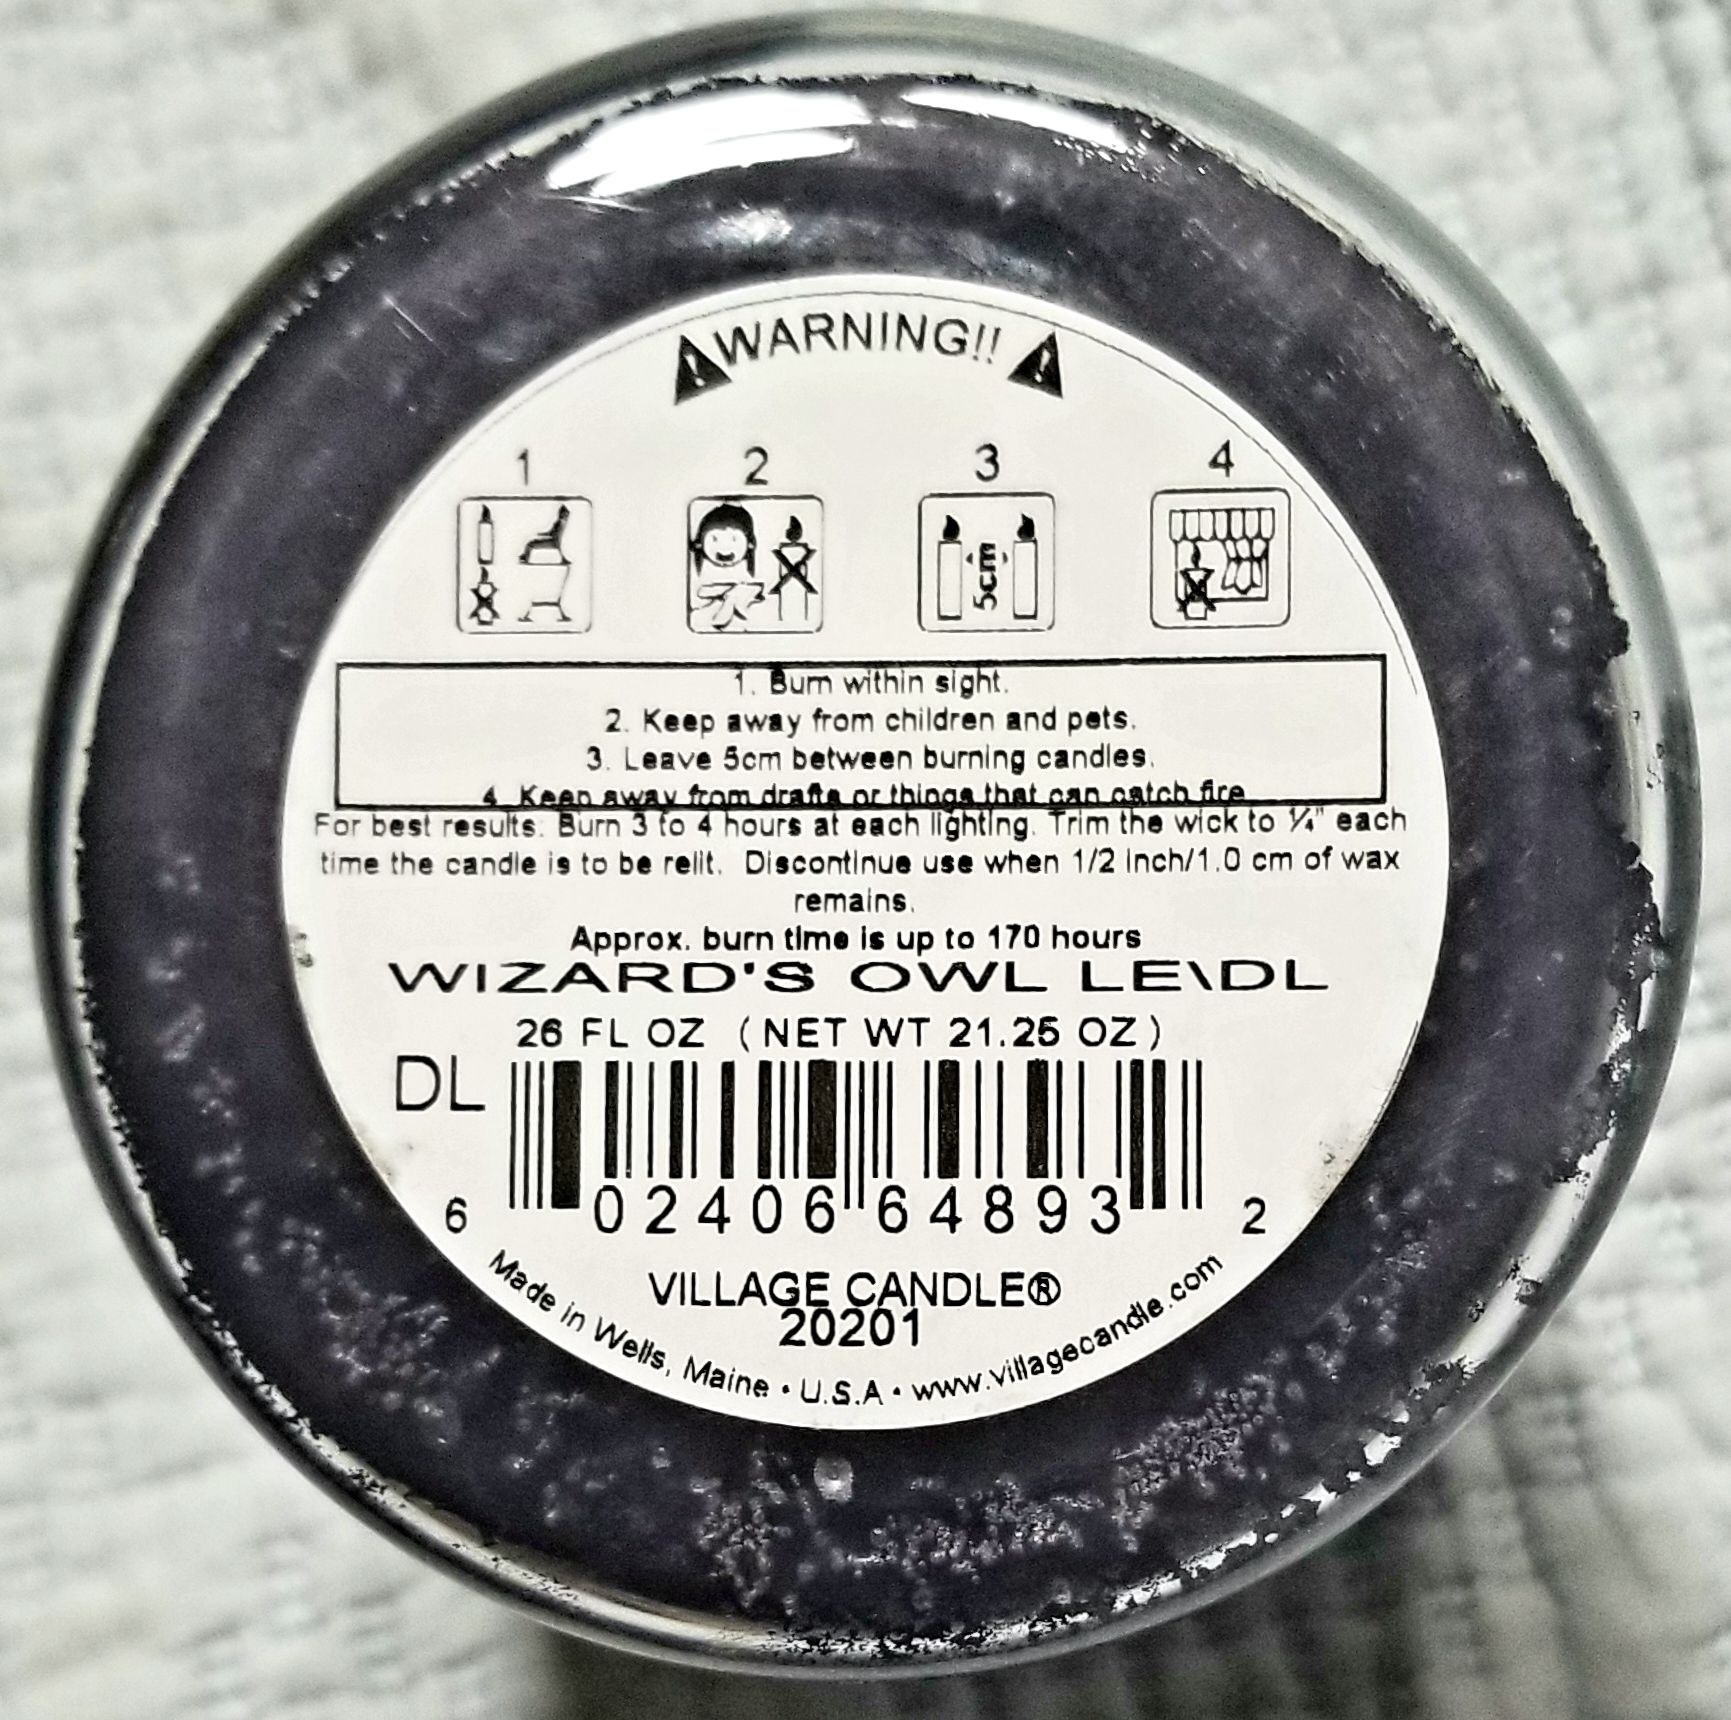 WARNING!!
1 2 3 4
5cm
1. Burn within sight.
2. Keep away from children and pets.
3. Leave 5cm between burning candles.
4. Keep away from drafts or things that can catch fire
For best results: Burn 3 to 4 hours at each lighting. Trim the wick to ¼" each
time the candle is to be relit. Discontinue use when 1/2 inch/1.0 cm of wax
remains.
Approx. burn time is up to 170 hours
WIZARD'S OWL LE\DL
26 FL OZ (NET WT 21.25 OZ)
DL
6 02406 64893 2
VILLAGE CANDLE®
20201
Made in Wells, Maine • U.S.A • www.villagecandle.com